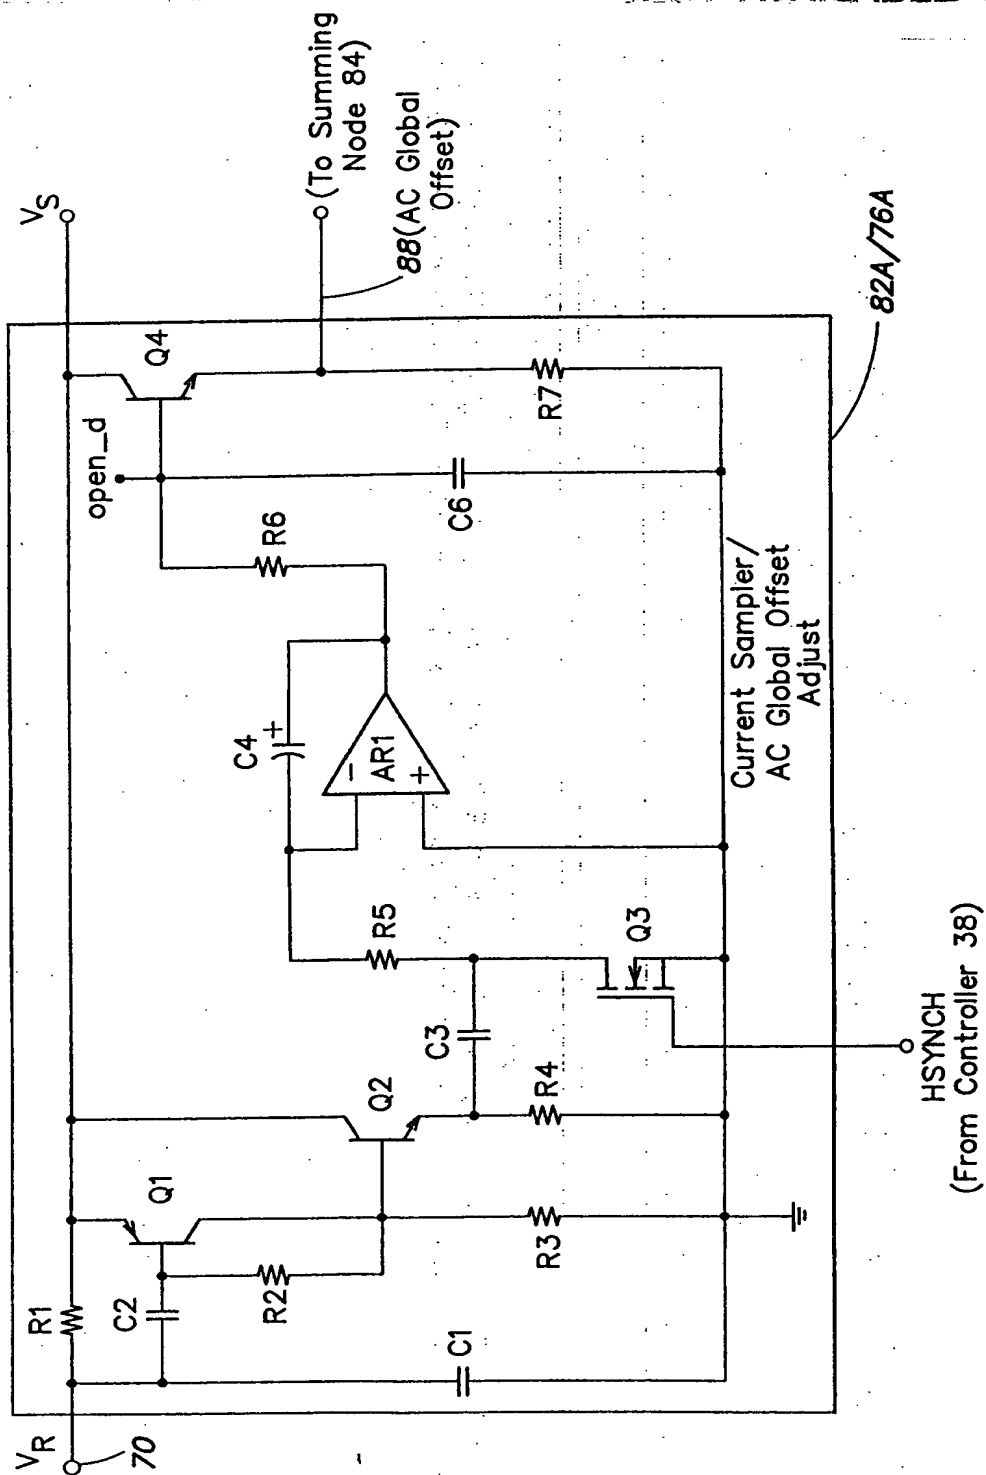 VR
70
R1
C2
Q1
R2
C1
R3
Q2
R4
C3
R5
Q3
C4
+
−
AR1
+
R6
open_d
C6
Q4
R7
VS
(To Summing
Node 84)
88(AC Global
Offset)
Current Sampler/
AC Global Offset
Adjust
HSYNCH
(From Controller 38)
82A/76A